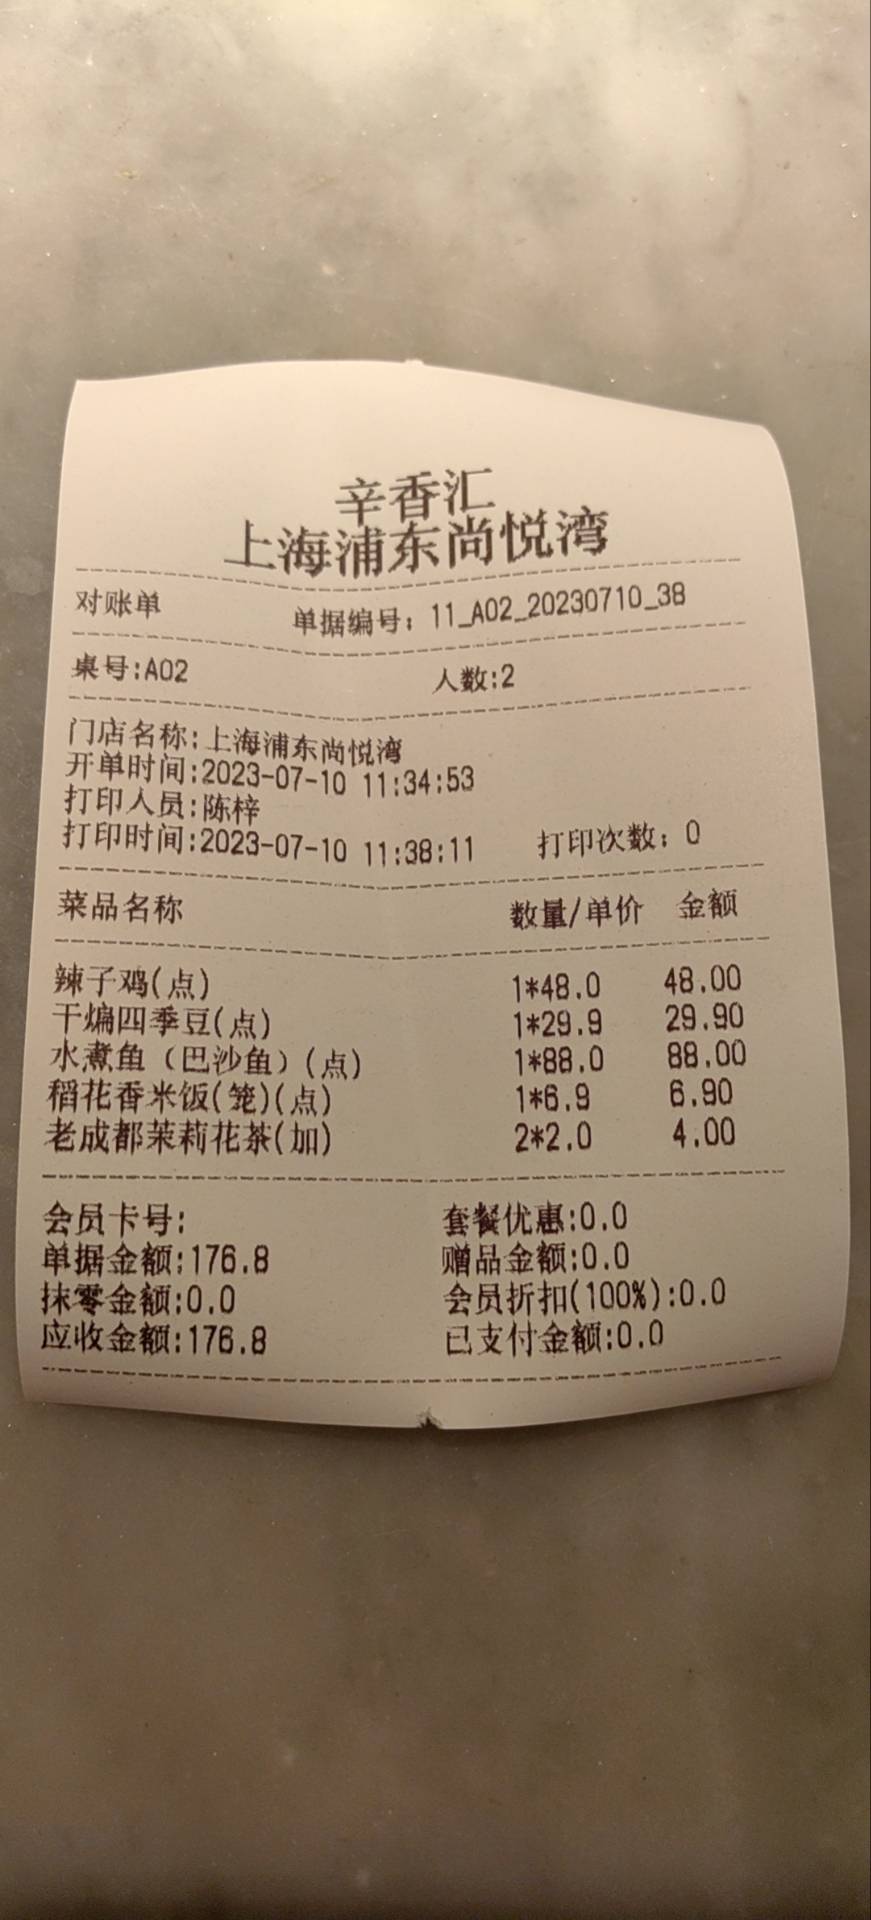 辛香汇
上海浦东尚悦湾
对账单 单据编号：11_A02_20230710_38
桌号:A02 人数:2
门店名称:上海浦东尚悦湾
开单时间:2023-07-10 11:34:53
打印人员:陈梓
打印时间:2023-07-10 11:38:11 打印次数：0
菜品名称 数量/单价 金额
辣子鸡(点) 1*48.0 48.00
干煸四季豆(点) 1*29.9 29.90
水煮鱼（巴沙鱼）(点) 1*88.0 88.00
稻花香米饭(笼)(点) 1*6.9 6.90
老成都茉莉花茶(加) 2*2.0 4.00
会员卡号: 套餐优惠:0.0
单据金额:176.8 赠品金额:0.0
抹零金额:0.0 会员折扣(100%):0.0
应收金额:176.8 已支付金额:0.0